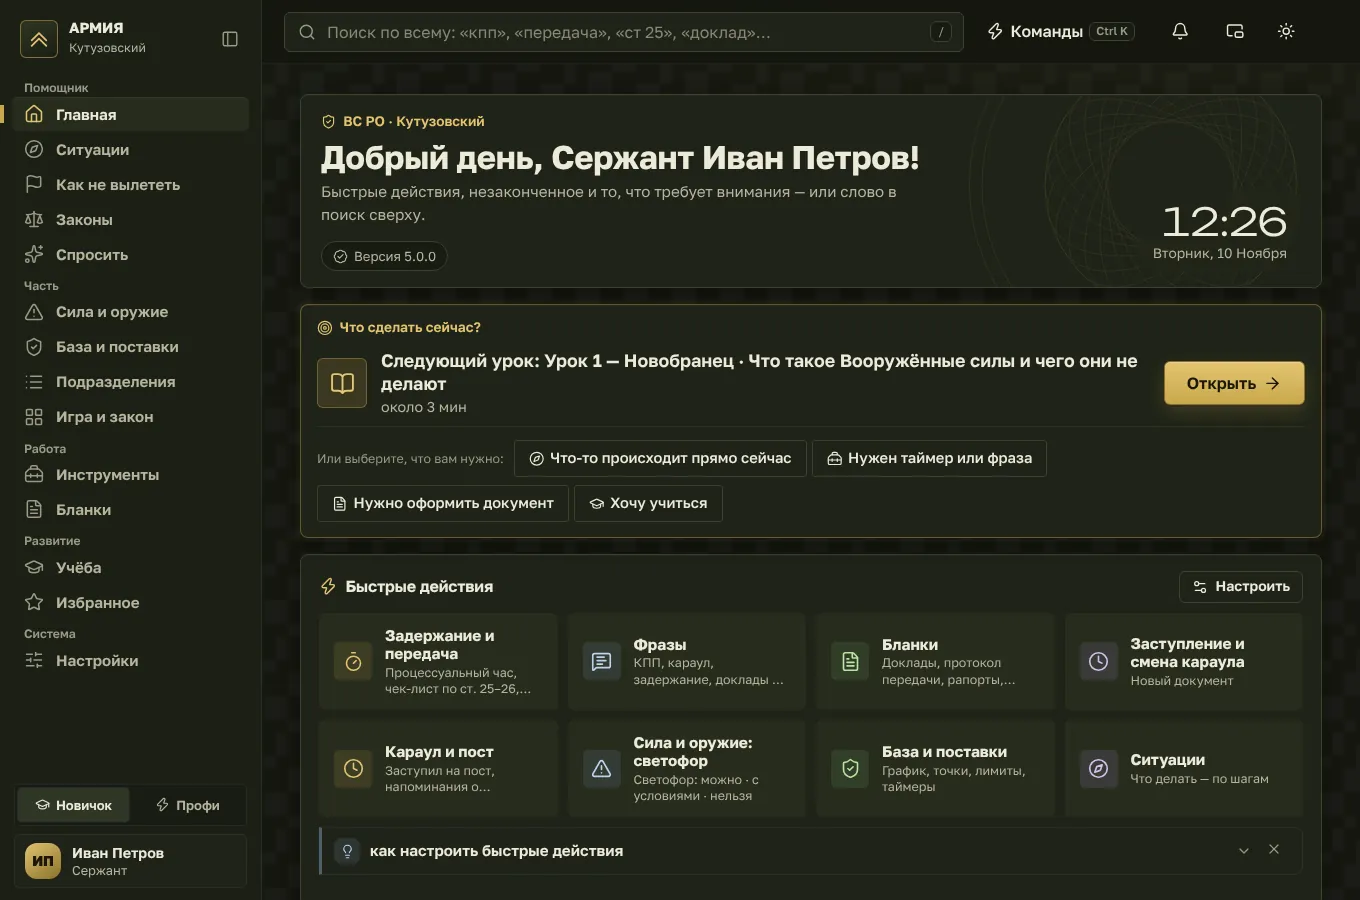 АРМИЯ
Кутузовский
Помощник
Главная
Ситуации
Как не вылететь
Законы
Спросить
Часть
Сила и оружие
База и поставки
Подразделения
Игра и закон
Работа
Инструменты
Бланки
Развитие
Учёба
Избранное
Система
Настройки
Новичок
Профи
ИП
Иван Петров
Сержант
Поиск по всему: «кпп», «передача», «ст 25», «доклад»…
/
Команды
Ctrl K
ВС РО · Кутузовский
Добрый день, Сержант Иван Петров!
Быстрые действия, незаконченное и то, что требует внимания — или слово в
поиск сверху.
Версия 5.0.0
12:26
Вторник, 10 Ноября
Что сделать сейчас?
Следующий урок: Урок 1 — Новобранец · Что такое Вооружённые силы и чего они не
делают
около 3 мин
Открыть
Или выберите, что вам нужно:
Что-то происходит прямо сейчас
Нужен таймер или фраза
Нужно оформить документ
Хочу учиться
Быстрые действия
Настроить
Задержание и
передача
Процессуальный час,
чек-лист по ст. 25–26,…
Фразы
КПП, караул,
задержание, доклады …
Бланки
Доклады, протокол
передачи, рапорты,…
Заступление и
смена караула
Новый документ
Караул и пост
Заступил на пост,
напоминания о…
Сила и оружие:
светофор
Светофор: можно · с
условиями · нельзя
База и поставки
График, точки, лимиты,
таймеры
Ситуации
Что делать — по шагам
как настроить быстрые действия